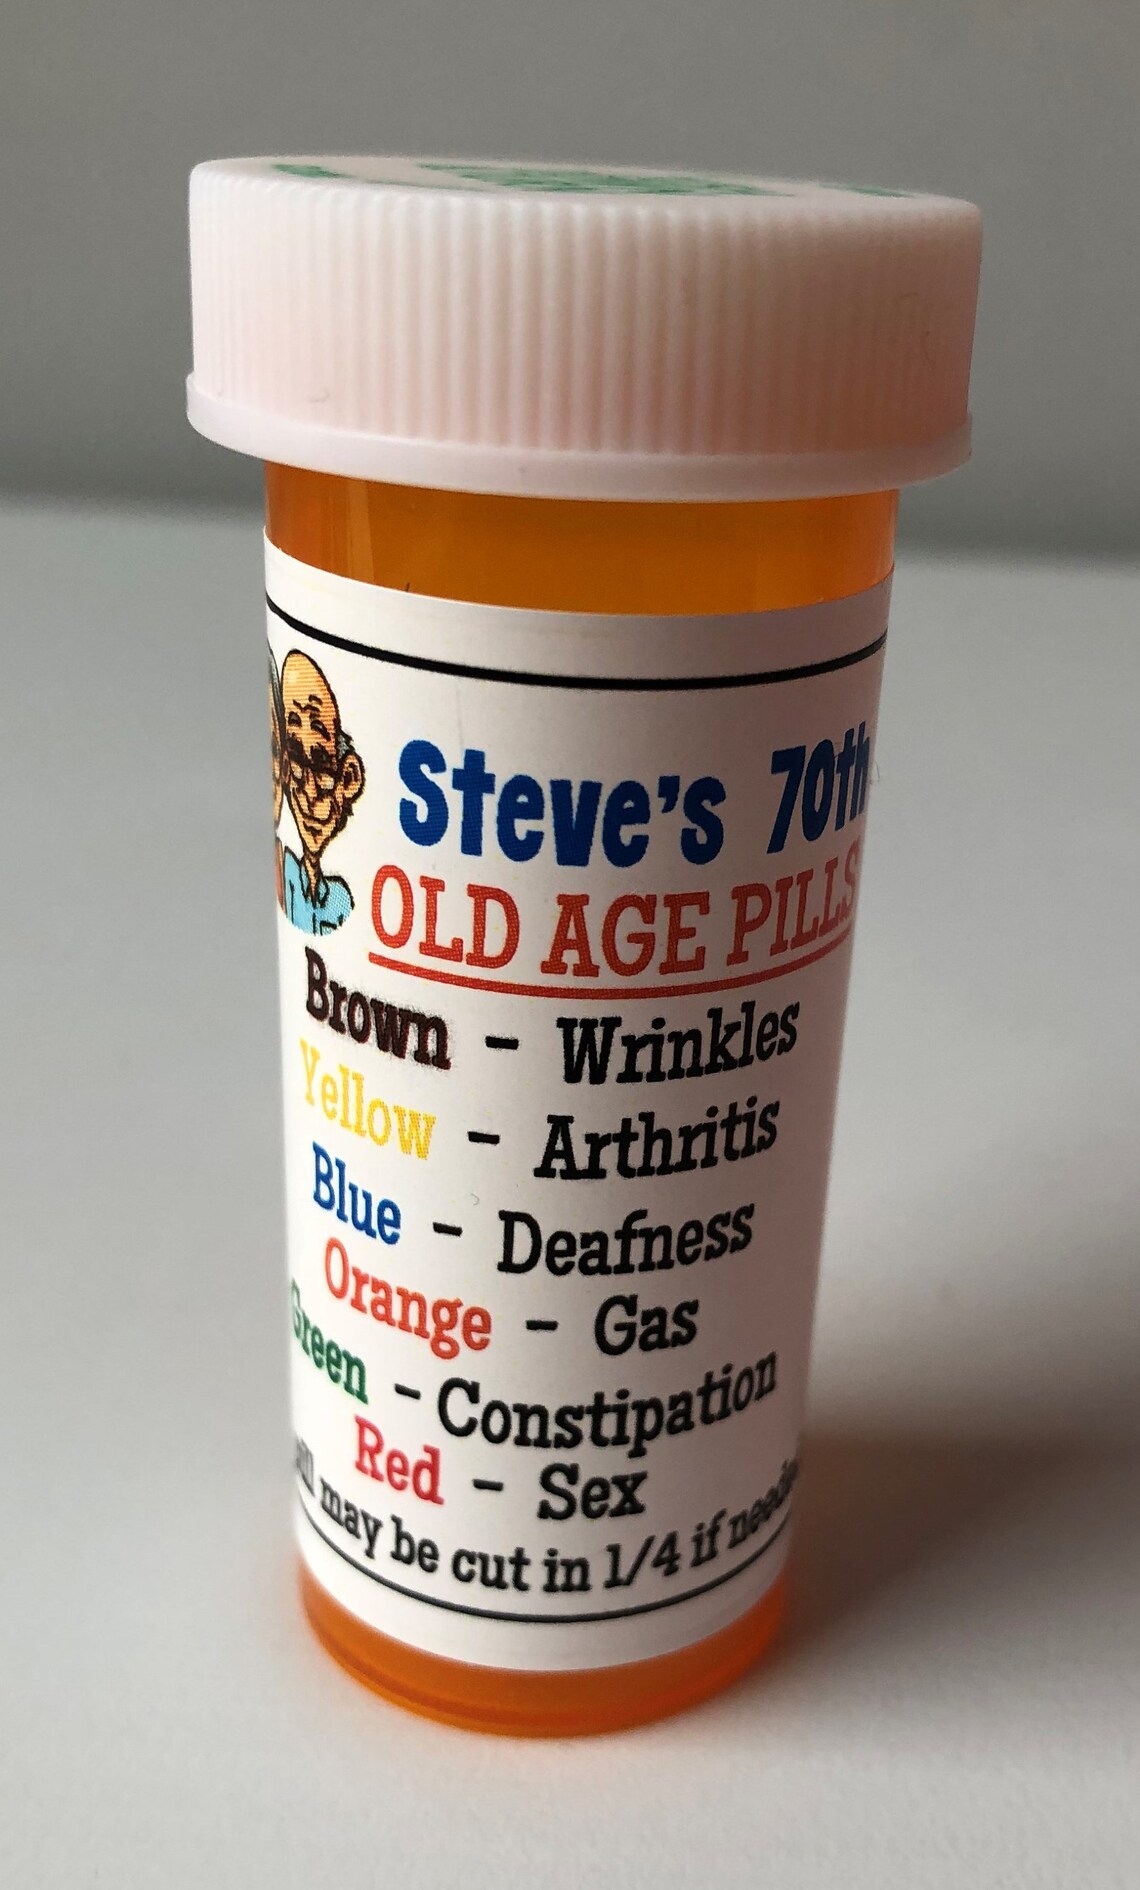 Steve's 70th
OLD AGE PILLS
Brown - Wrinkles
Yellow - Arthritis
Blue - Deafness
Orange - Gas
Green - Constipation
Red - Sex
may be cut in 1/4 if